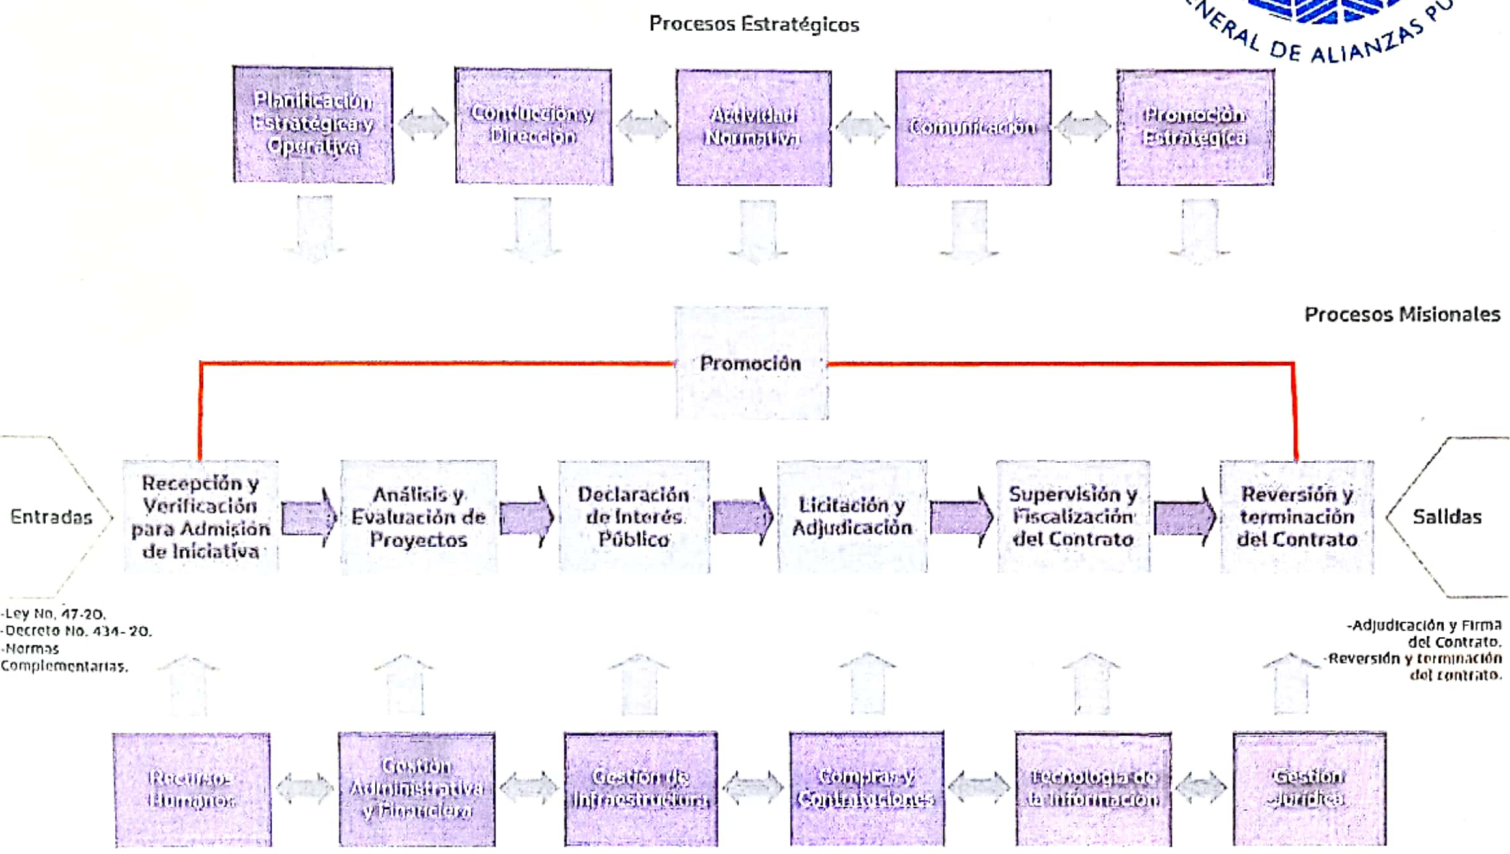 Procesos Estratégicos
NERAL DE ALIANZAS PÚ
Planificación
Estratégica y
Operativa
Conducción y
Dirección
Actividad
Normativa
Comunicación
Promoción
Estratégica
Procesos Misionales
Promoción
Entradas
Recepción y
Verificación
para Admisión
de Iniciativa
Análisis y
Evaluación de
Proyectos
Declaración
de Interés
Público
Licitación y
Adjudicación
Supervisión y
Fiscalización
del Contrato
Reversión y
terminación
del Contrato
Salidas
-Ley No. 47-20.
-Decreto No. 434-20.
-Normas
Complementarias.
-Adjudicación y Firma
del Contrato.
-Reversión y terminación
del contrato.
Recursos
Humanos
Gestión
Administrativa
y Financiera
Gestión de
Infraestructura
Compras y
Contrataciones
Tecnología de
la Información
Gestión
Jurídica